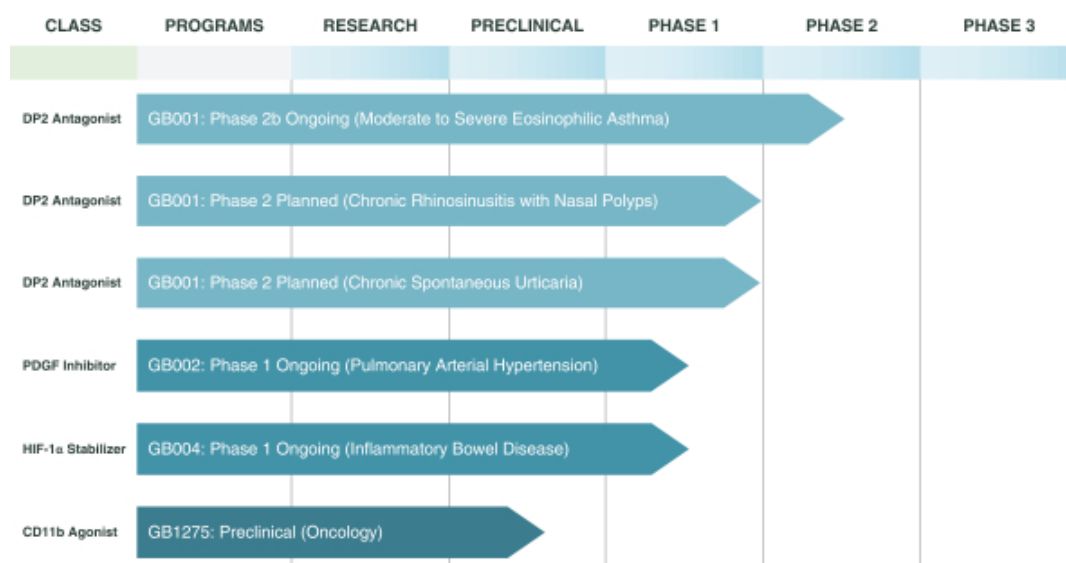 CLASS PROGRAMS RESEARCH PRECLINICAL PHASE 1 PHASE 2 PHASE 3
DP2 Antagonist GB001: Phase 2b Ongoing (Moderate to Severe Eosinophilic Asthma)
DP2 Antagonist GB001: Phase 2 Planned (Chronic Rhinosinusitis with Nasal Polyps)
DP2 Antagonist GB001: Phase 2 Planned (Chronic Spontaneous Urticaria)
PDGF Inhibitor GB002: Phase 1 Ongoing (Pulmonary Arterial Hypertension)
HIF-1α Stabilizer GB004: Phase 1 Ongoing (Inflammatory Bowel Disease)
CD11b Agonist GB1275: Preclinical (Oncology)